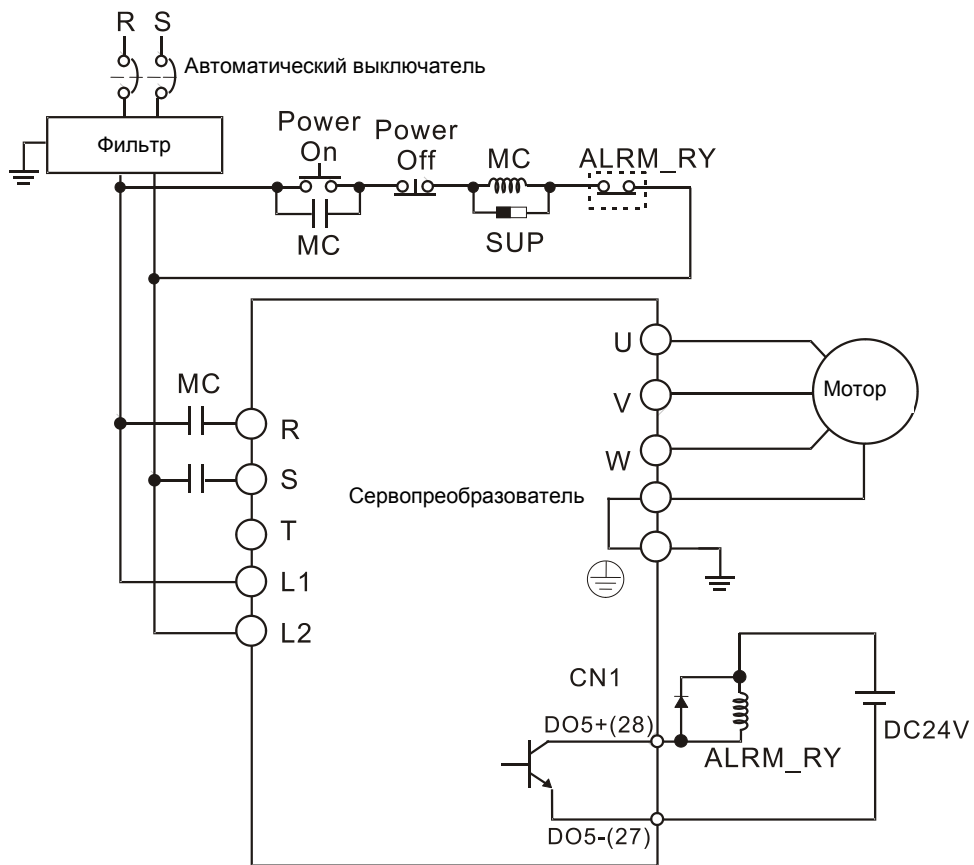 R S
Автоматический выключатель
Фильтр
Power
On
Power
Off
MC
ALRM_RY
MC
SUP
MC
R
S
T
L1
L2
Сервопреобразователь
U
V
W
Мотор
CN1
DO5+(28)
DO5-(27)
ALRM_RY
DC24V